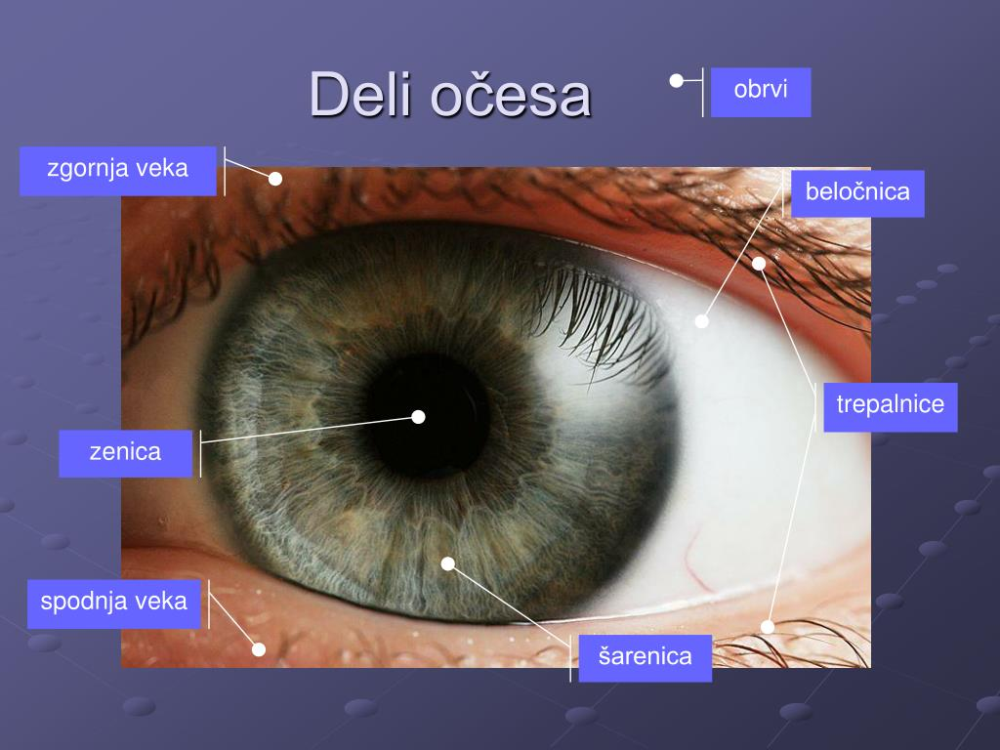 Deli očesa
obrvi
zgornja veka
beločnica
trepalnice
zenica
spodnja veka
šarenica